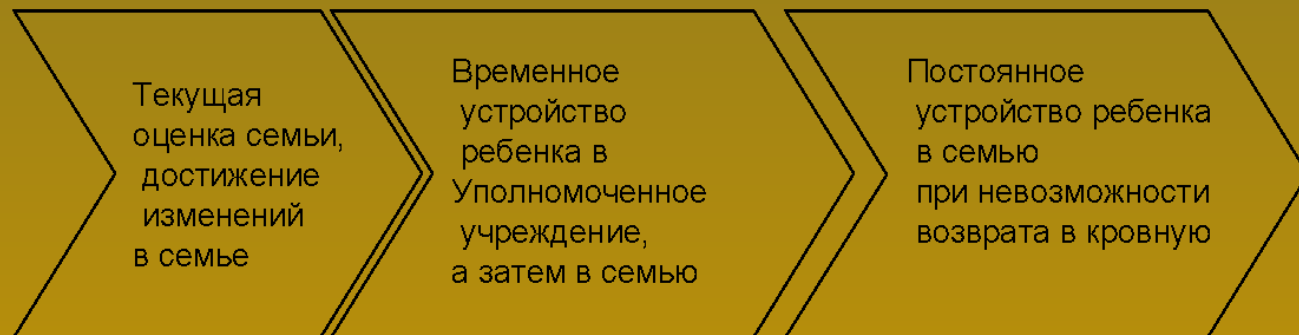 Текущая
оценка семьи,
достижение
изменений
в семье
Временное
устройство
ребенка в
Уполномоченное
учреждение,
а затем в семью
Постоянное
устройство ребенка
в семью
при невозможности
возврата в кровную